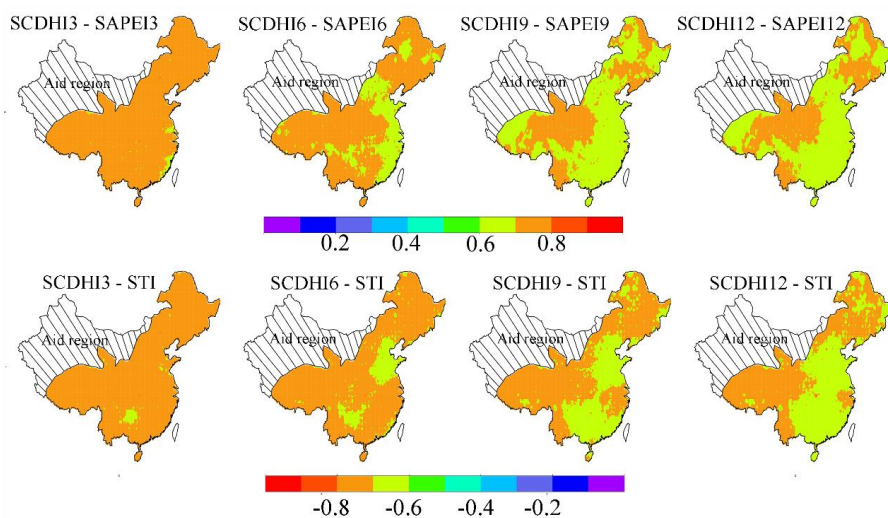 SCDHI3 - SAPEI3 SCDHI6 - SAPEI6 SCDHI9 - SAPEI9 SCDHI12 - SAPEI12
Aid region Aid region Aid region Aid region
0.2 0.4 0.6 0.8
SCDHI3 - STI SCDHI6 - STI SCDHI9 - STI SCDHI12 - STI
Aid region Aid region Aid region Aid region
-0.8 -0.6 -0.4 -0.2